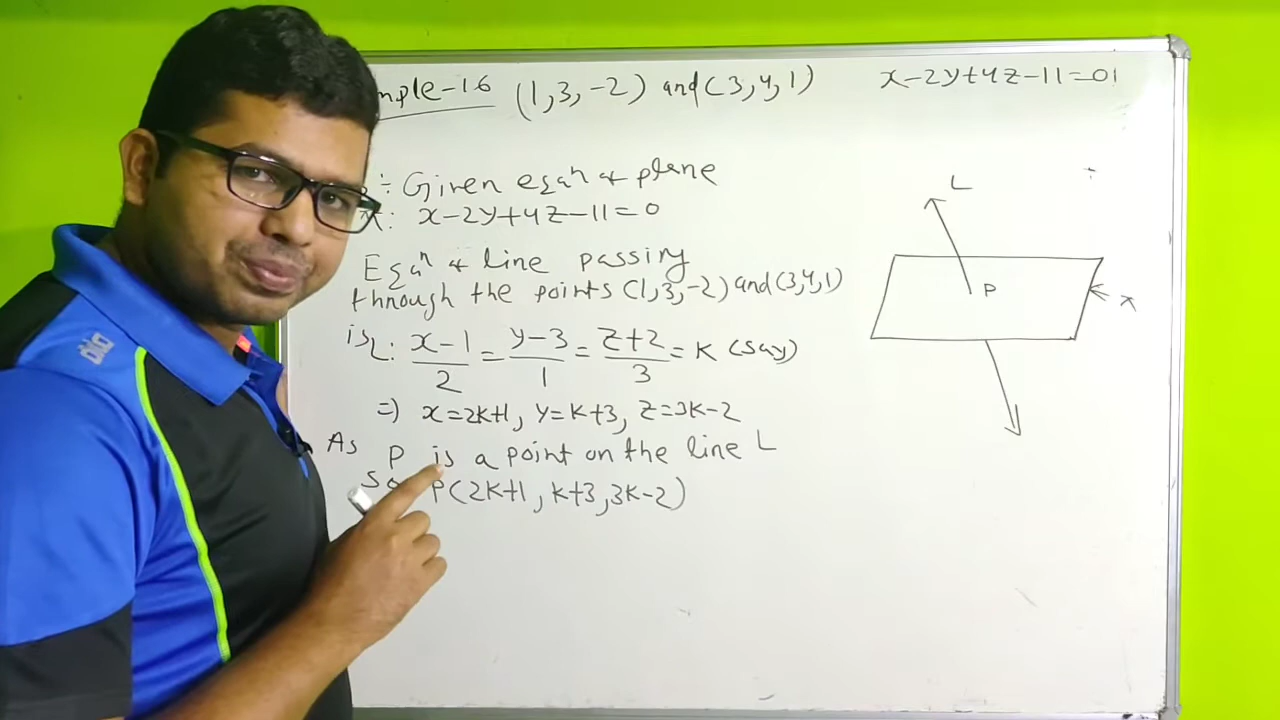 mple-16 (1,3,-2) and (3,4,1) x-2y+4z-11=0
÷ Given eqaⁿ of plane
π: x-2y+4z-11=0
Eqaⁿ of line passing
through the points (1,3,-2) and (3,4,1)
is L: x-1/2 = y-3/1 = z+2/3 = K (say)
=) x=2K+1, y=K+3, z=3K-2
As P is a point on the line L
So P(2K+1, K+3, 3K-2)
L
P
π